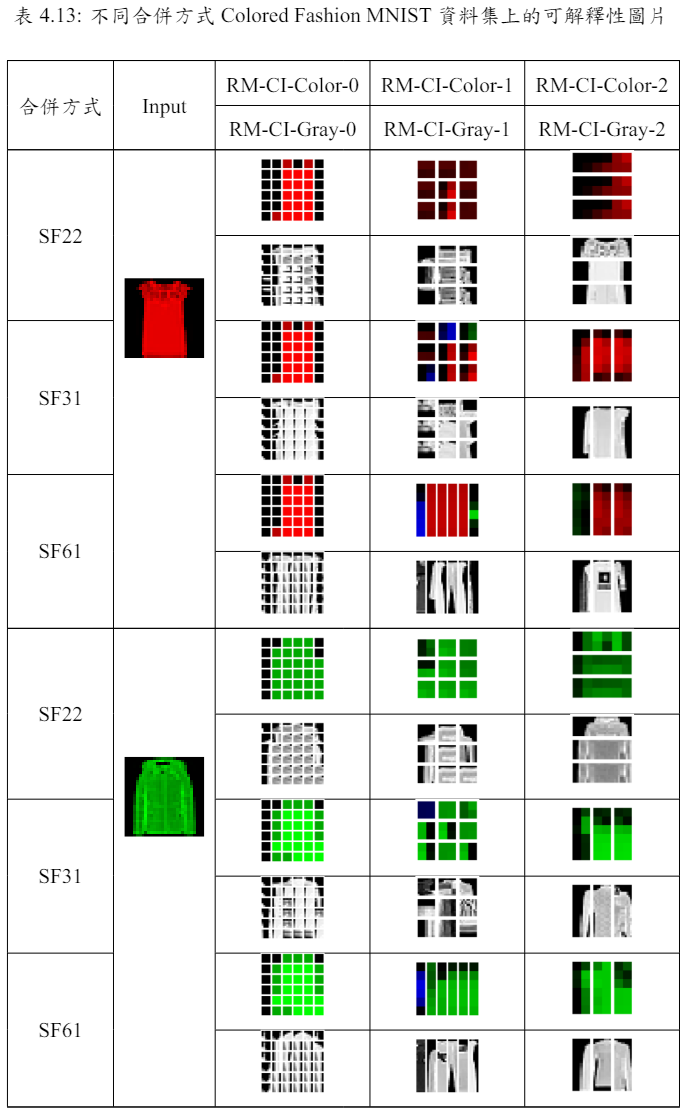 表 4.13: 不同合併方式 Colored Fashion MNIST 資料集上的可解釋性圖片
合併方式 Input RM-CI-Color-0 RM-CI-Color-1 RM-CI-Color-2
RM-CI-Gray-0 RM-CI-Gray-1 RM-CI-Gray-2
SF22
SF31
SF61
SF22
SF31
SF61